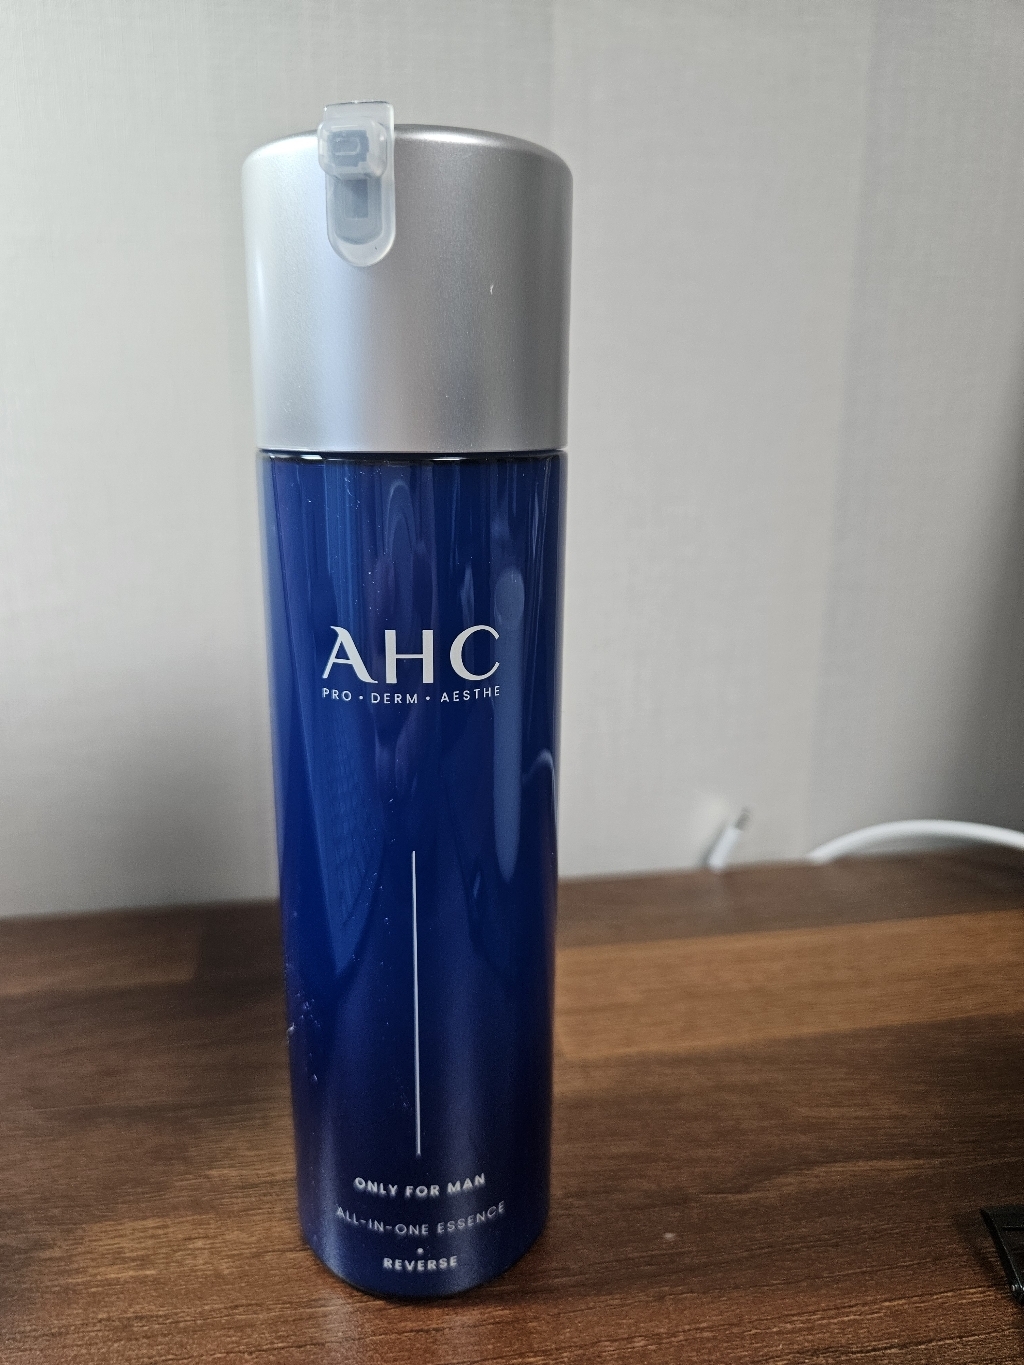 AHC
PRO • DERM • AESTHE
ONLY FOR MAN
ALL-IN-ONE ESSENCE
•
REVERSE